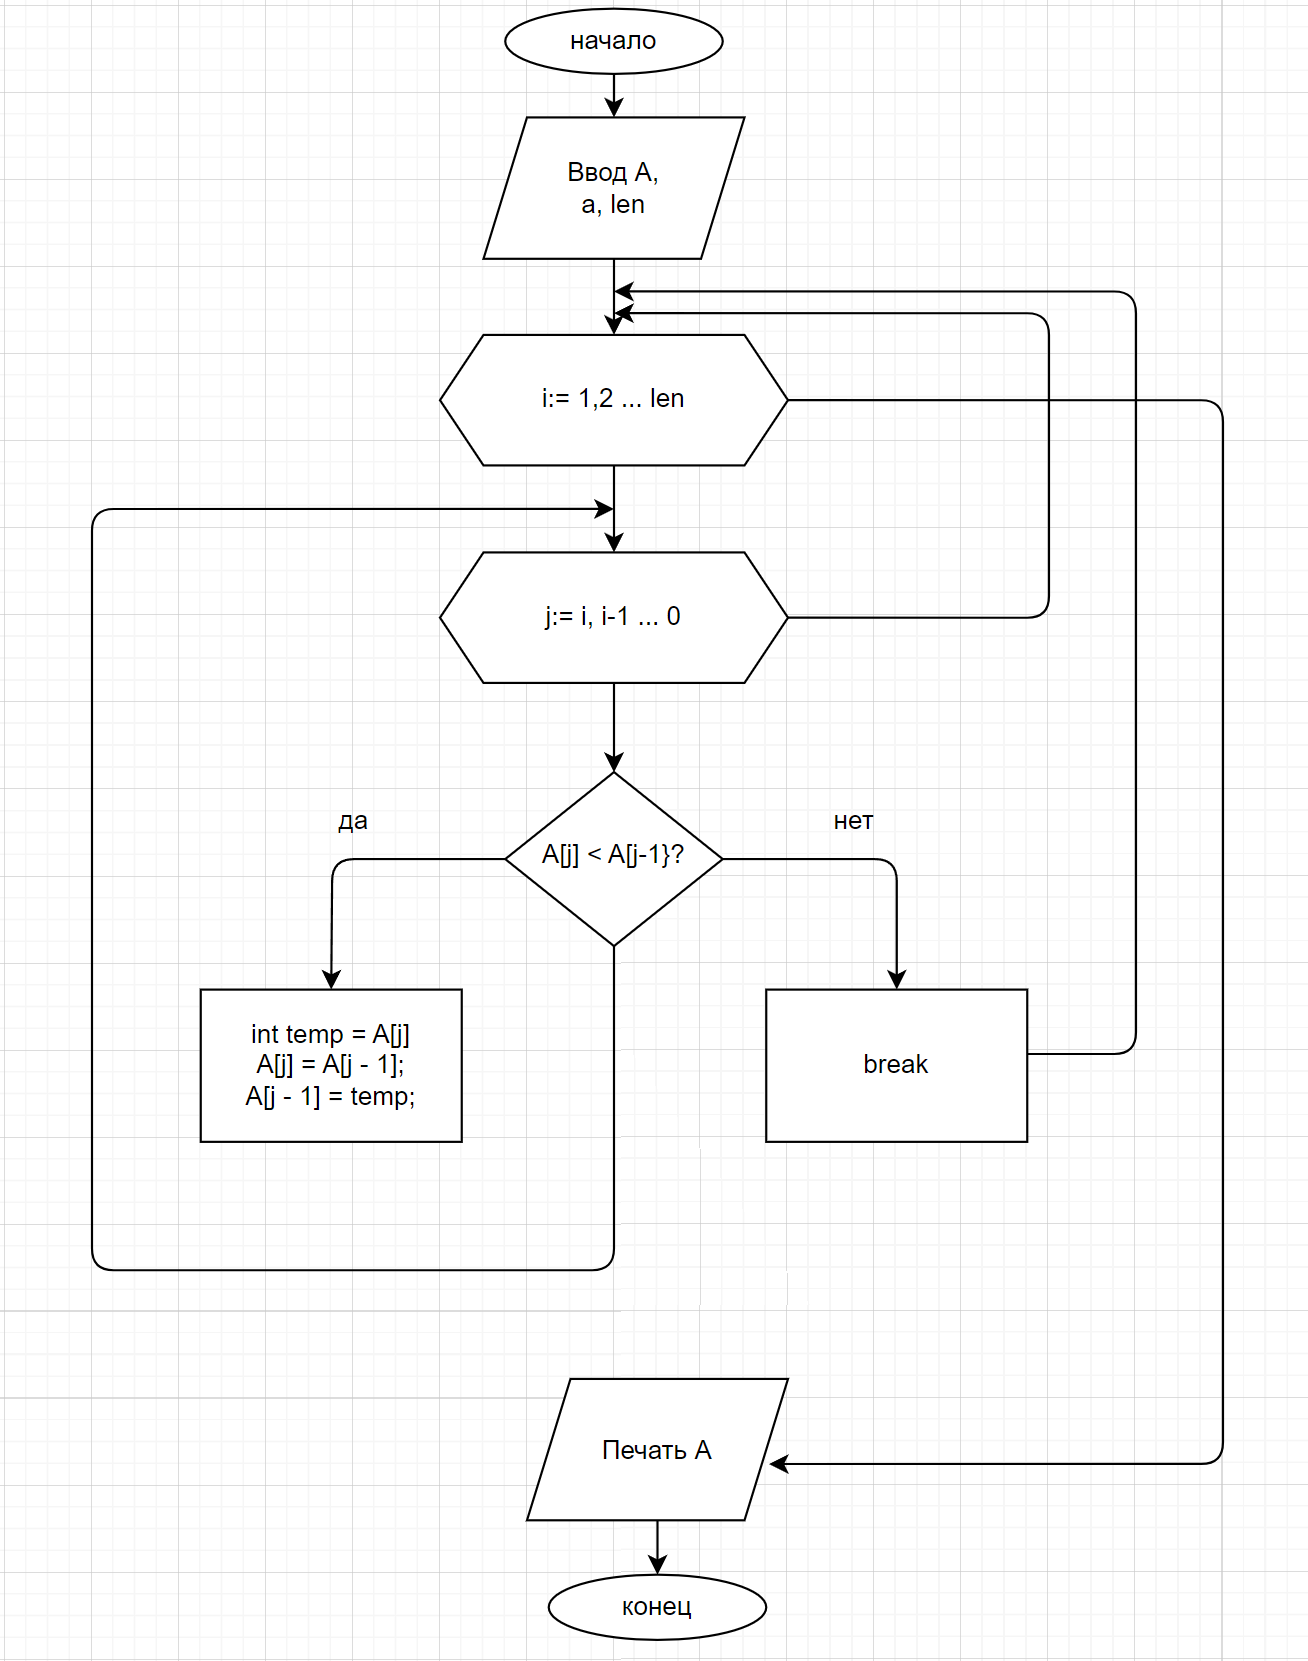 начало
Ввод A,
a, len
i:= 1,2 ... len
j:= i, i-1 ... 0
да
нет
A[j] < A[j-1}?
int temp = A[j]
A[j] = A[j - 1];
A[j - 1] = temp;
break
Печать A
конец